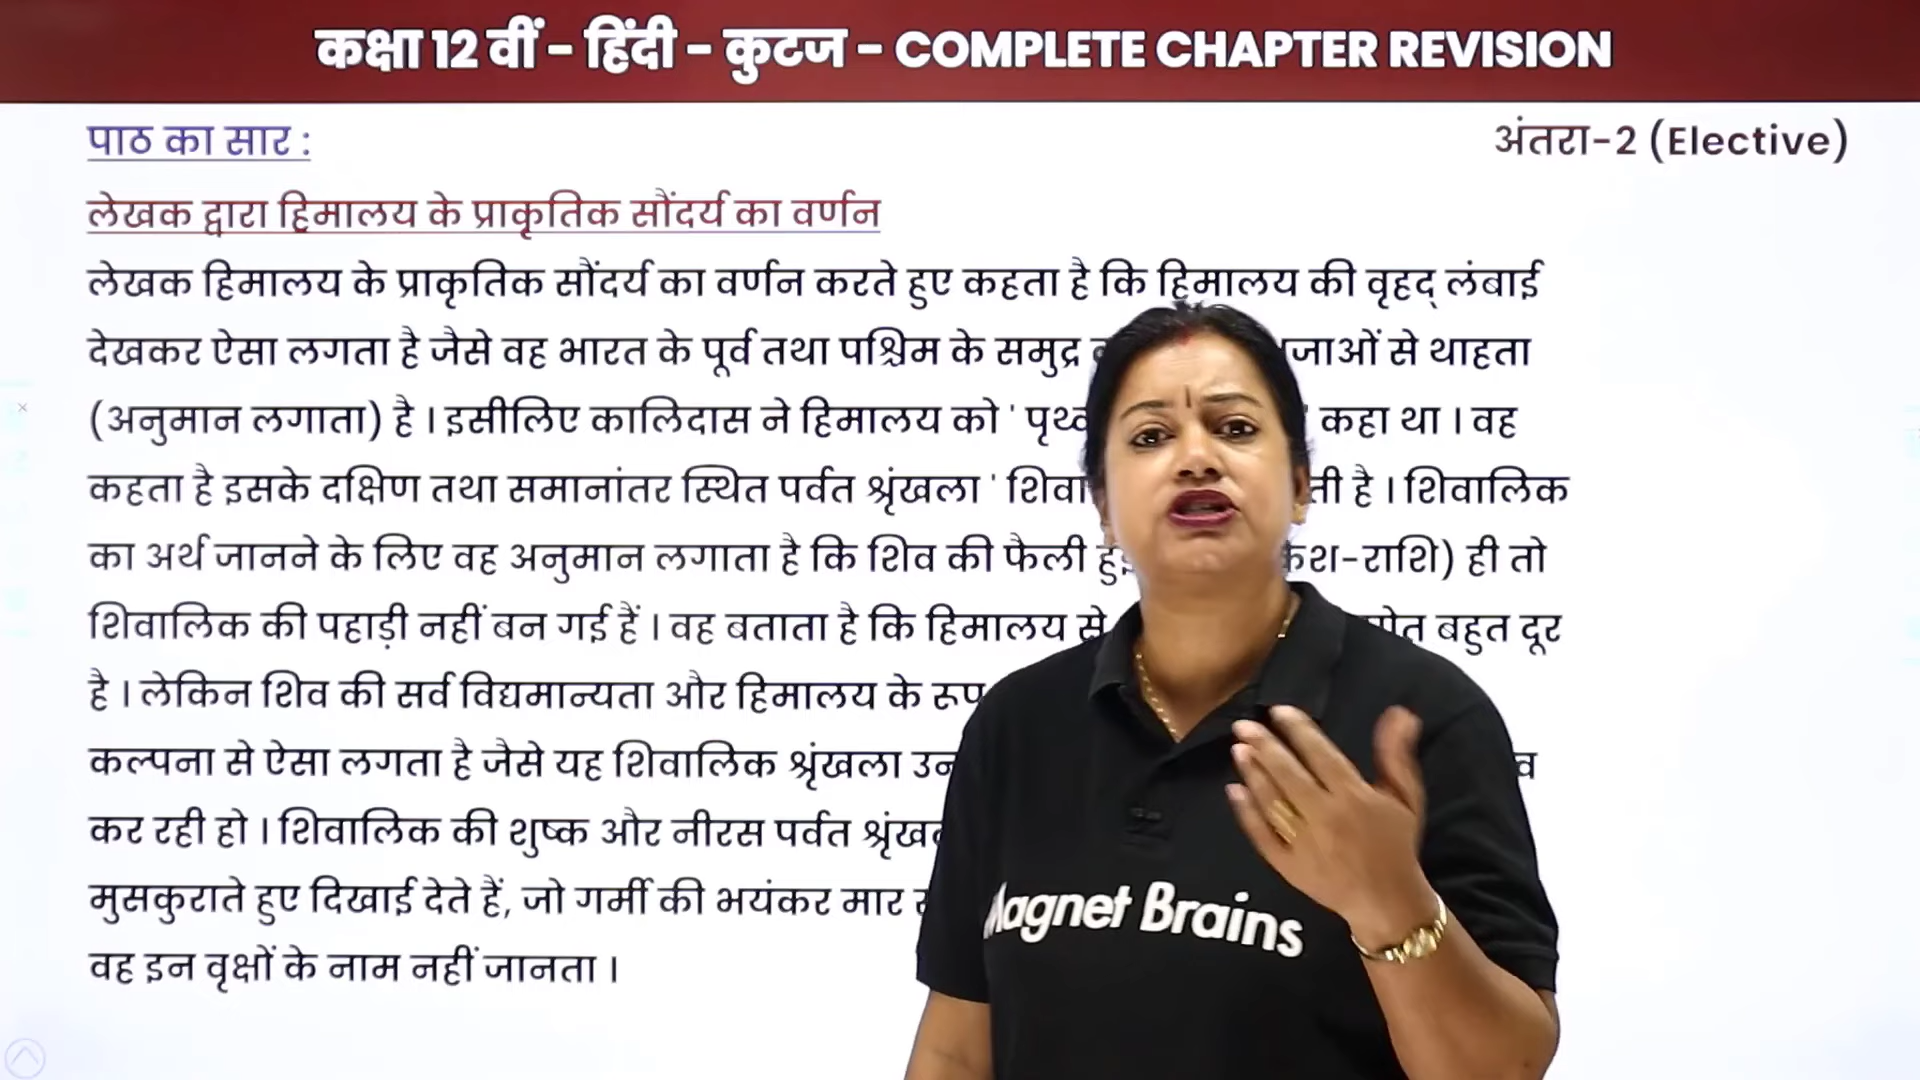 कक्षा 12 वीं - हिंदी - कुटज - COMPLETE CHAPTER REVISION
पाठ का सार :
अंतरा-2 (Elective)
लेखक द्वारा हिमालय के प्राकृतिक सौंदर्य का वर्णन
लेखक हिमालय के प्राकृतिक सौंदर्य का वर्णन करते हुए कहता है कि हिमालय की वृहद् लंबाई
देखकर ऐसा लगता है जैसे वह भारत के पूर्व तथा पश्चिम के समुद्र से थाहता
(अनुमान लगाता) है । इसीलिए कालिदास ने हिमालय को ' ' कहा था । वह
कहता है इसके दक्षिण तथा समानांतर स्थित पर्वत श्रृंखला ' है । शिवालिक
का अर्थ जानने के लिए वह अनुमान लगाता है कि शिव की फैली केश-राशि) ही तो
शिवालिक की पहाड़ी नहीं बन गई हैं । वह बताता है कि हिमालय से बहुत दूर
है । लेकिन शिव की सर्व विद्यमान्यता और हिमालय के रूप
कल्पना से ऐसा लगता है जैसे यह शिवालिक श्रृंखला
कर रही हो । शिवालिक की शुष्क और नीरस पर्वत
मुसकुराते हुए दिखाई देते हैं, जो गर्मी की भयंकर मार
वह इन वृक्षों के नाम नहीं जानता ।
Magnet Brains